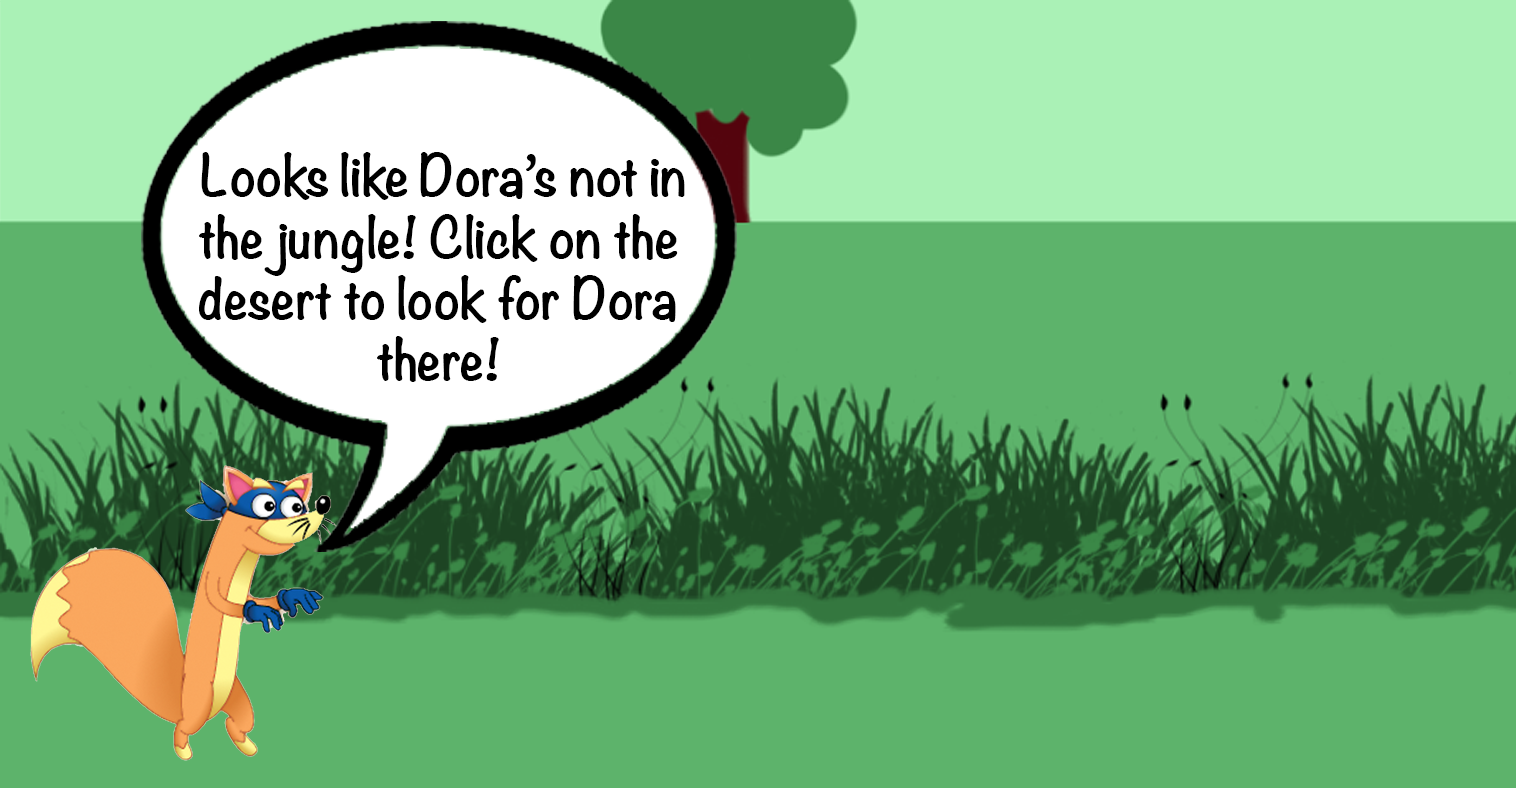 Looks like Dora's not in
the jungle! Click on the
desert to look for Dora
there!